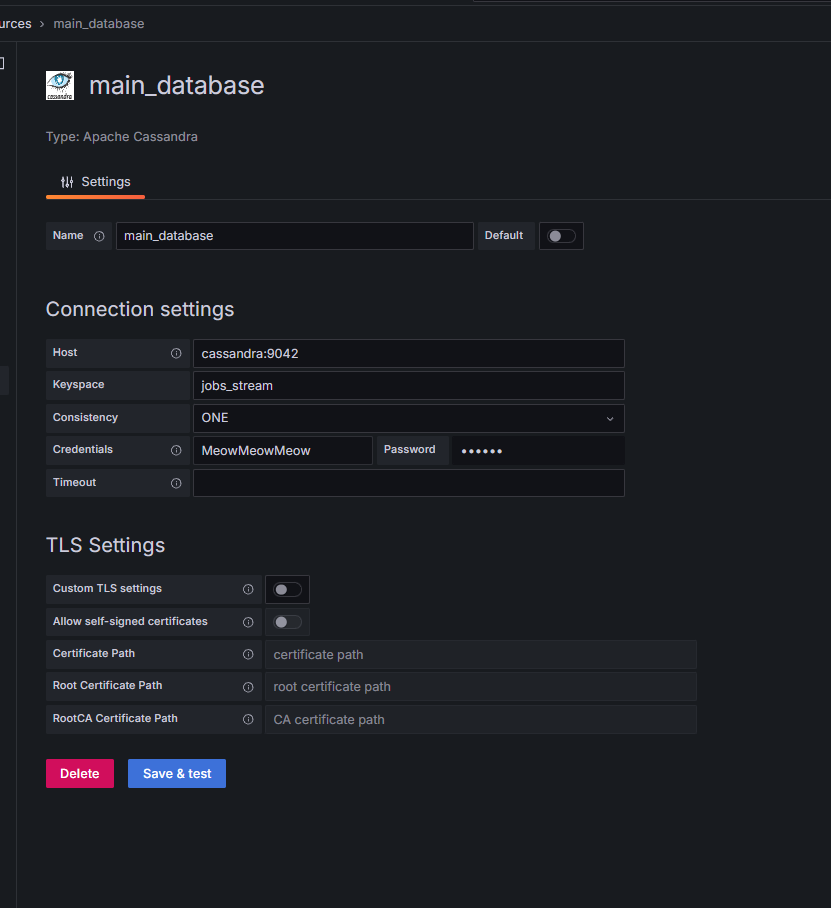 urces › main_database
cassandra
main_database
Type: Apache Cassandra
Settings
Name main_database Default
Connection settings
Host cassandra:9042
Keyspace jobs_stream
Consistency ONE
Credentials MeowMeowMeow Password ••••••
Timeout
TLS Settings
Custom TLS settings
Allow self-signed certificates
Certificate Path certificate path
Root Certificate Path root certificate path
RootCA Certificate Path CA certificate path
Delete Save & test